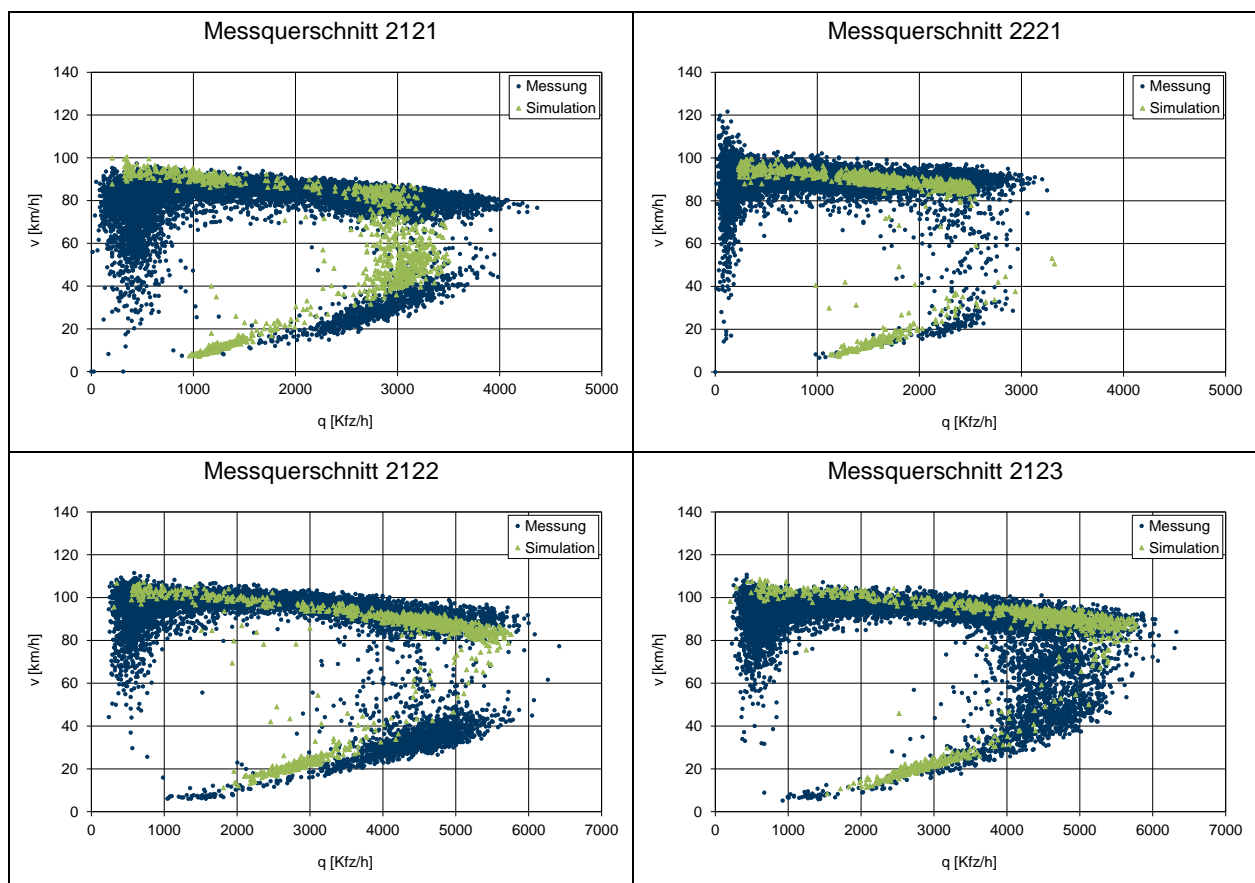 Messquerschnitt 2121
140
120
100
80
60
40
20
0
v [km/h]
0 1000 2000 3000 4000 5000
q [Kfz/h]
Messung
Simulation
Messquerschnitt 2221
140
120
100
80
60
40
20
0
v [km/h]
0 1000 2000 3000 4000 5000
q [Kfz/h]
Messung
Simulation
Messquerschnitt 2122
140
120
100
80
60
40
20
0
v [km/h]
0 1000 2000 3000 4000 5000 6000 7000
q [Kfz/h]
Messung
Simulation
Messquerschnitt 2123
140
120
100
80
60
40
20
0
v [km/h]
0 1000 2000 3000 4000 5000 6000 7000
q [Kfz/h]
Messung
Simulation